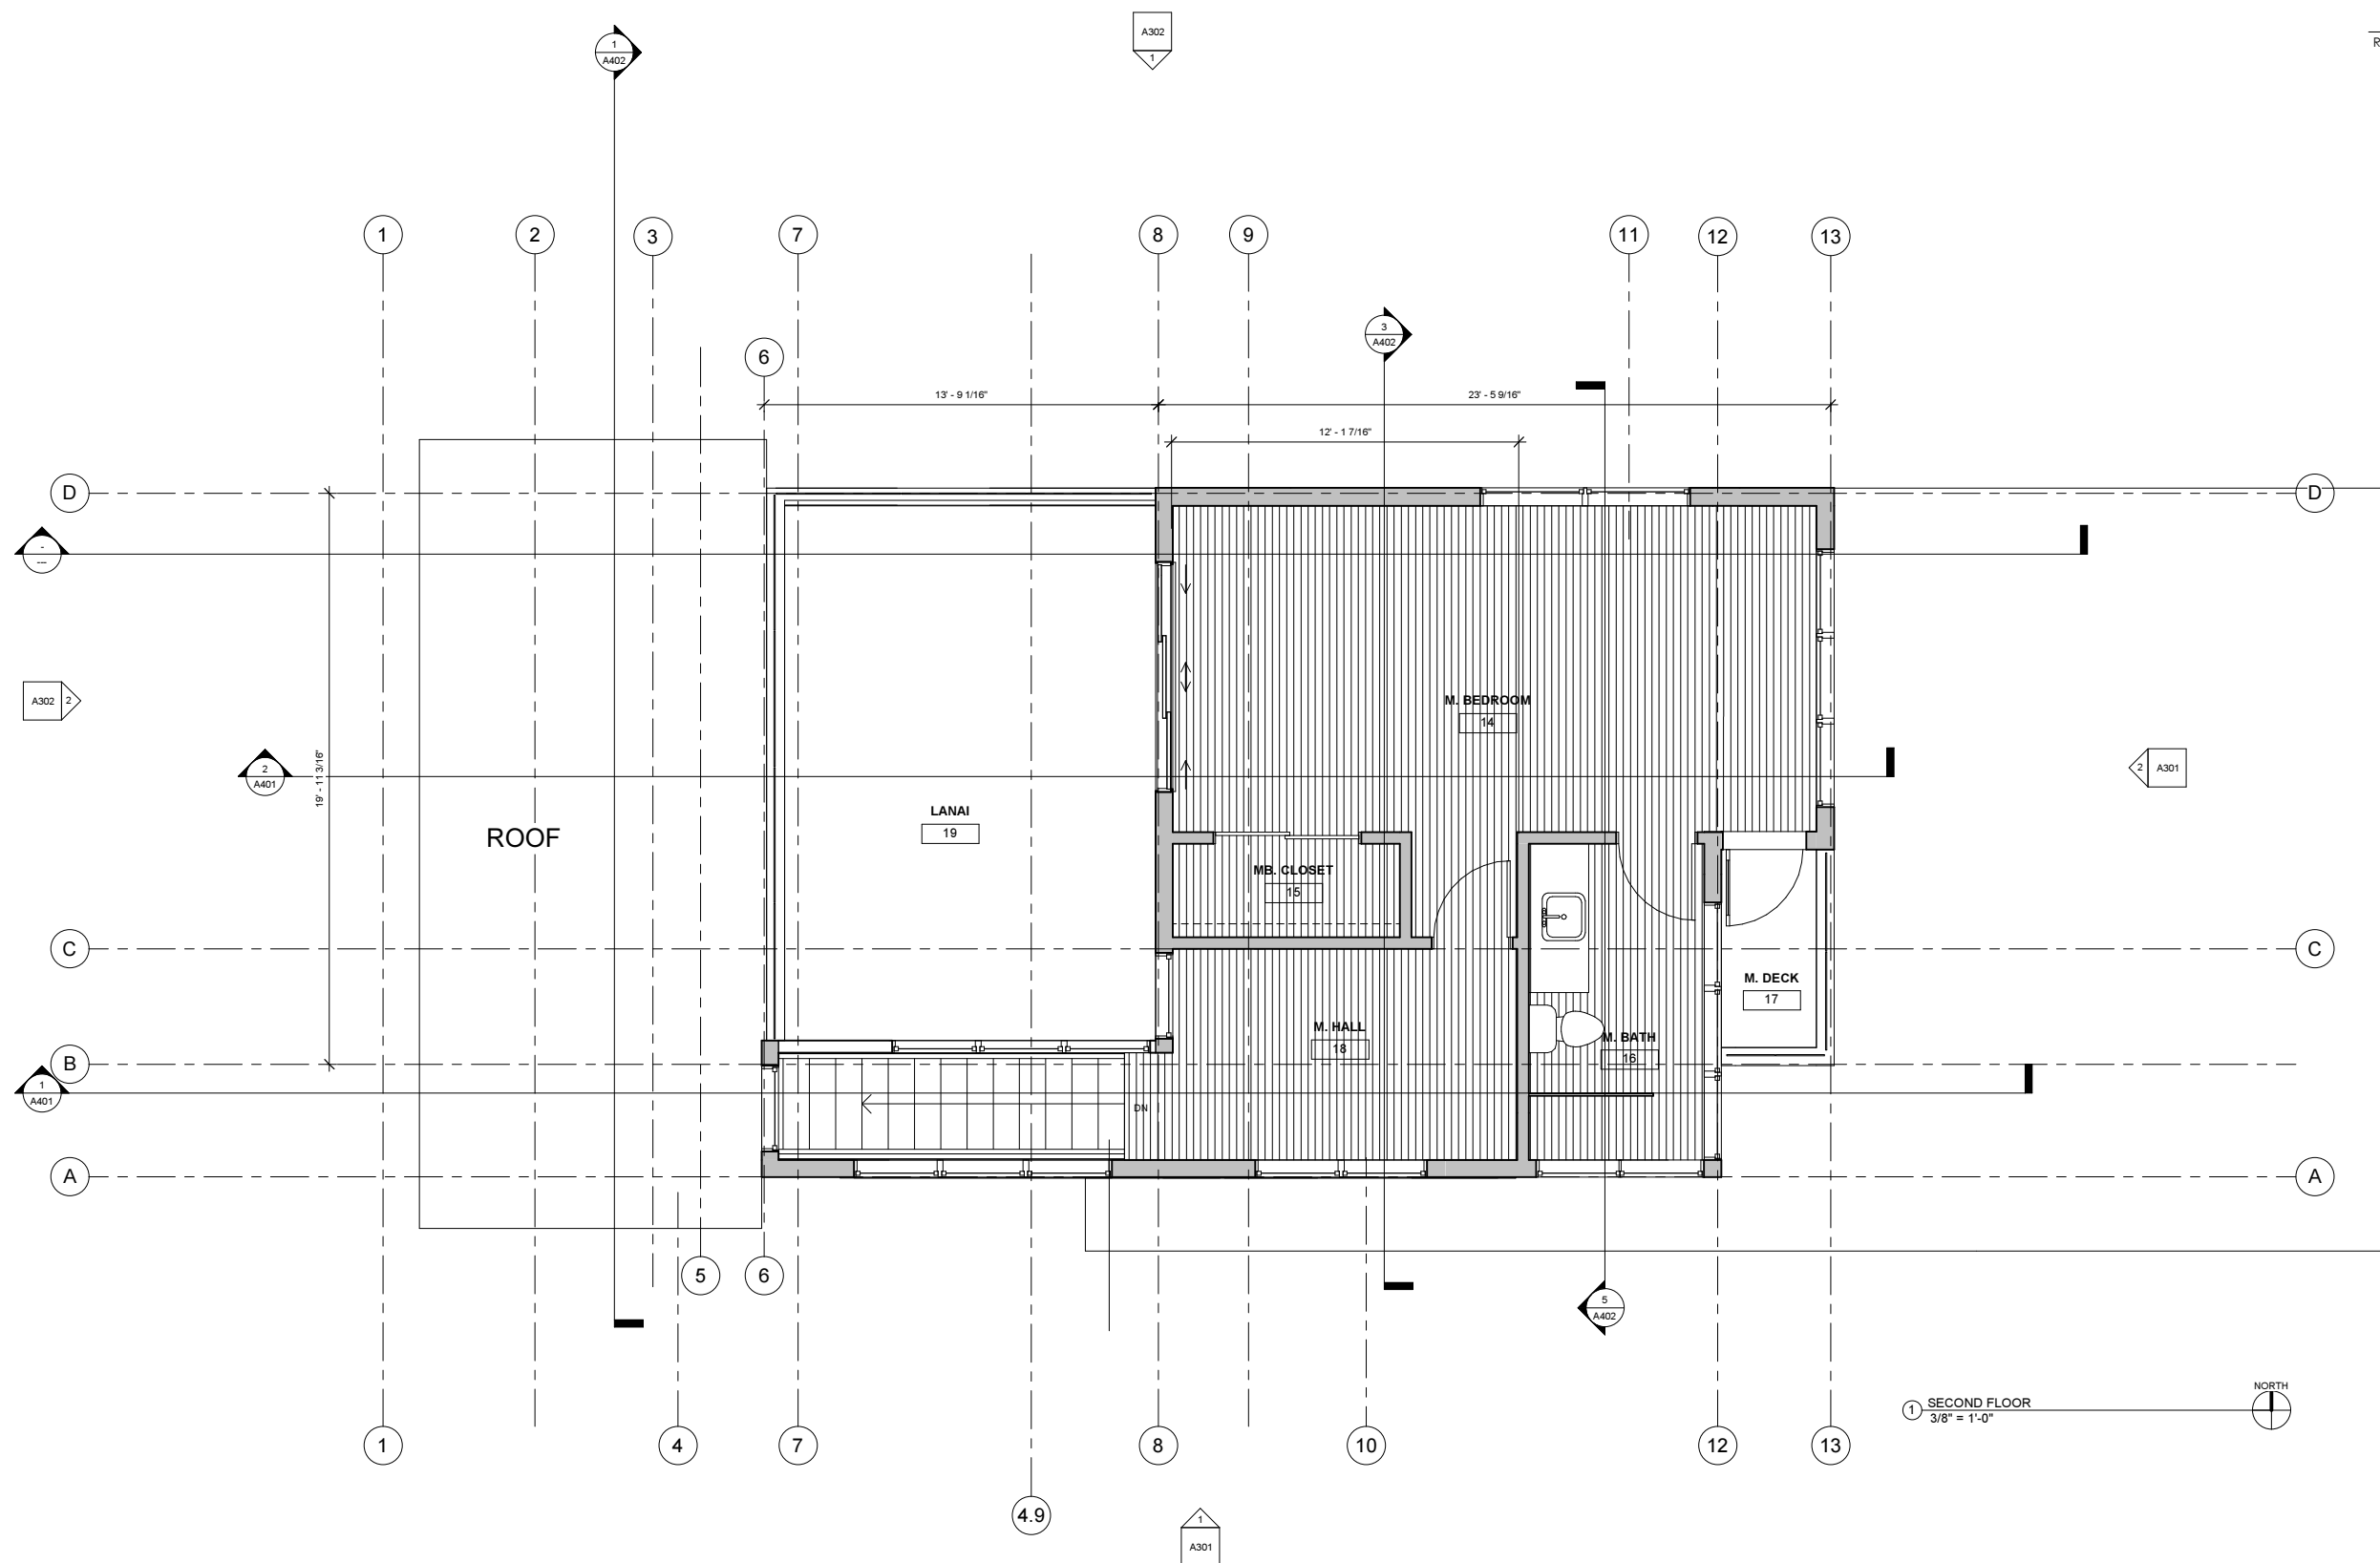 A302
1
R
1
A402
1
2
3
7
8
9
11
12
13
3
A402
6
13' - 9 1/16"
23' - 5 9/16"
12' - 1 7/16"
D
D
-
---
A302
2
M. BEDROOM
14
2
A401
19' - 11 3/16"
2
A301
LANAI
19
ROOF
MB. CLOSET
15
C
C
M. DECK
17
M. HALL
18
M. BATH
16
B
1
A401
DN
A
A
5
6
5
A402
NORTH
1
SECOND FLOOR
3/8" = 1'-0"
1
4
7
8
10
12
13
4.9
1
A301